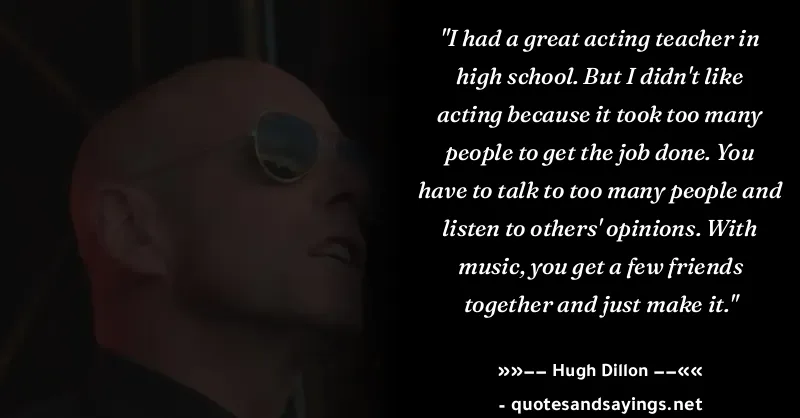 "I had a great acting teacher in
high school. But I didn't like
acting because it took too many
people to get the job done. You
have to talk to too many people and
listen to others' opinions. With
music, you get a few friends
together and just make it."
»»−− Hugh Dillon −−««
- quotesandsayings.net